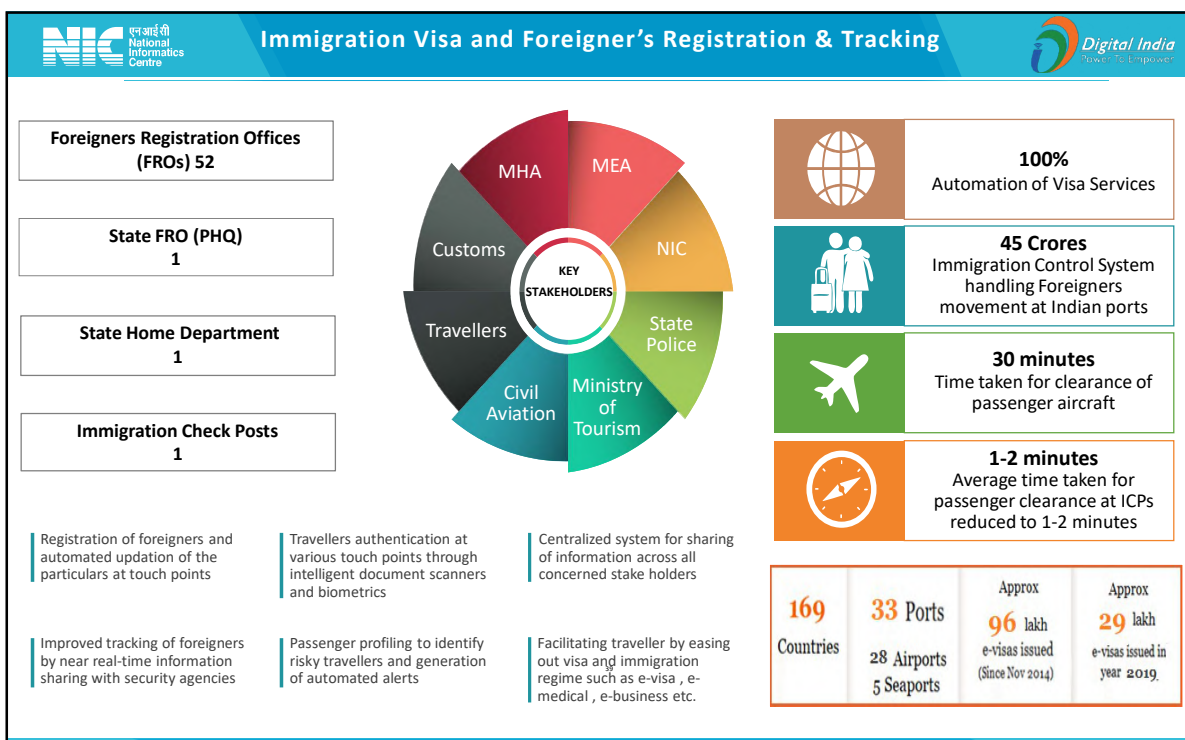 NIC
एन आई सी
National
Informatics
Centre
Immigration Visa and Foreigner's Registration & Tracking
Digital India
Power To Empower
Foreigners Registration Offices
(FROs) 52
State FRO (PHQ)
1
State Home Department
1
Immigration Check Posts
1
MHA
MEA
Customs
NIC
KEY
STAKEHOLDERS
Travellers
State
Police
Civil
Aviation
Ministry
of
Tourism
100%
Automation of Visa Services
45 Crores
Immigration Control System
handling Foreigners
movement at Indian ports
30 minutes
Time taken for clearance of
passenger aircraft
1-2 minutes
Average time taken for
passenger clearance at ICPs
reduced to 1-2 minutes
Registration of foreigners and
automated updation of the
particulars at touch points
Travellers authentication at
various touch points through
intelligent document scanners
and biometrics
Centralized system for sharing
of information across all
concerned stake holders
Improved tracking of foreigners
by near real-time information
sharing with security agencies
Passenger profiling to identify
risky travellers and generation
of automated alerts
Facilitating traveller by easing
out visa and immigration
39
regime such as e-visa , e-
medical , e-business etc.
169
Countries
33 Ports
28 Airports
5 Seaports
Approx
96 lakh
e-visas issued
(Since Nov 2014)
Approx
29 lakh
e-visas issued in
year 2019.